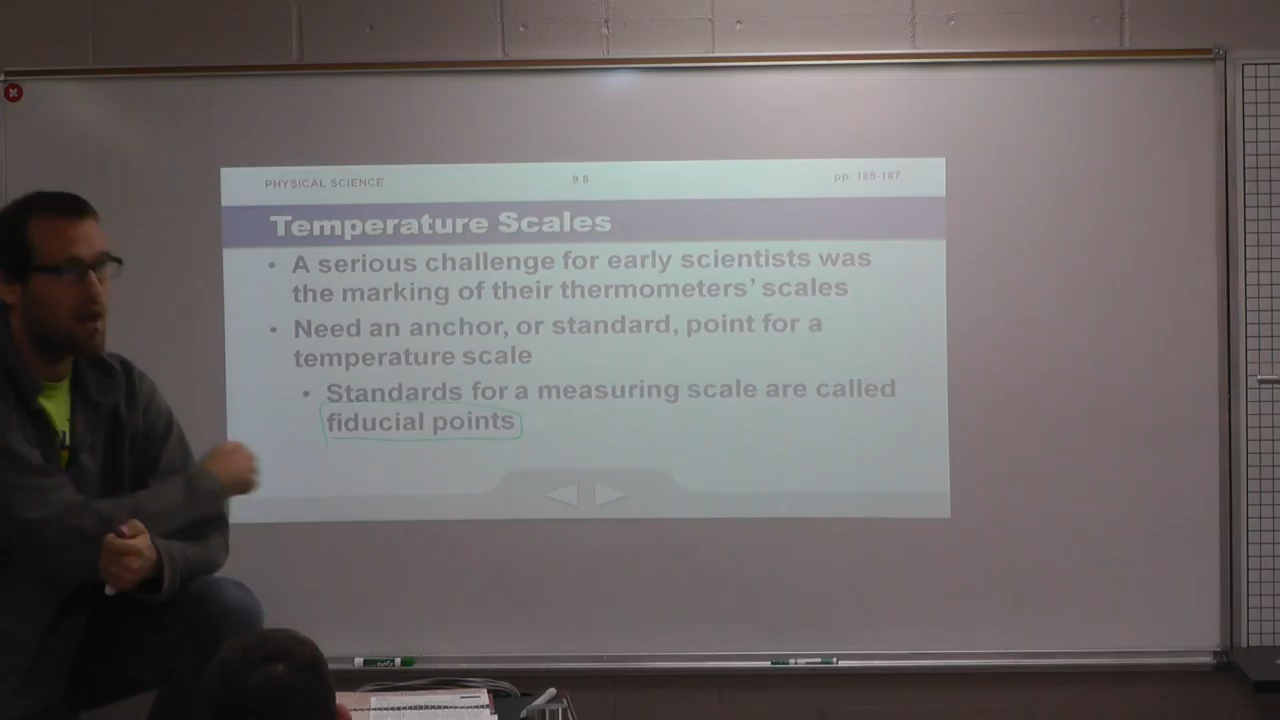 PHYSICAL SCIENCE 9.8 pp. 185-187
Temperature Scales
• A serious challenge for early scientists was
the marking of their thermometers' scales
• Need an anchor, or standard, point for a
temperature scale
• Standards for a measuring scale are called
fiducial points